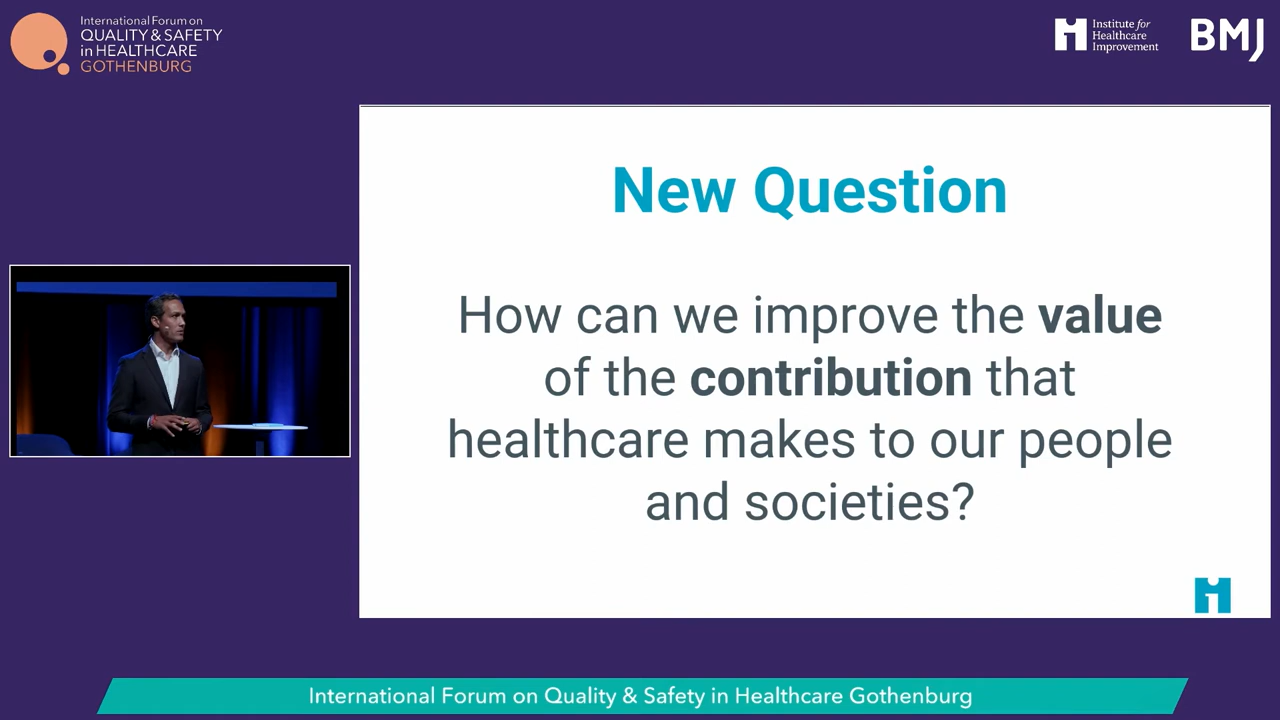 International Forum on
QUALITY & SAFETY
in HEALTHCARE
GOTHENBURG
Institute for
Healthcare
Improvement
BMJ
New Question
How can we improve the value
of the contribution that
healthcare makes to our people
and societies?
International Forum on Quality & Safety in Healthcare Gothenburg